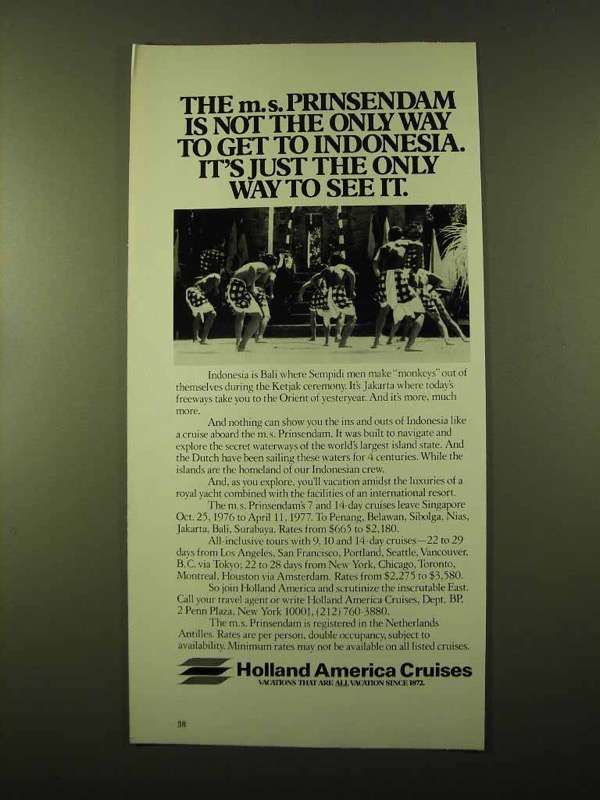 THE m.s. PRINSENDAM
IS NOT THE ONLY WAY
TO GET TO INDONESIA.
IT'S JUST THE ONLY
WAY TO SEE IT.
Indonesia is Bali where Sempidi men make "monkeys" out of
themselves during the Ketjak ceremony. It's Jakarta where today's
freeways take you to the Orient of yesteryear. And it's more, much
more.
And nothing can show you the ins and outs of Indonesia like
a cruise aboard the m.s. Prinsendam. It was built to navigate and
explore the secret waterways of the world's largest island state. And
the Dutch have been sailing these waters for 4 centuries. While the
islands are the homeland of our Indonesian crew.
And, as you explore, you'll vacation amidst the luxuries of a
royal yacht combined with the facilities of an international resort.
The m.s. Prinsendam's 7 and 14-day cruises leave Singapore
Oct. 25, 1976 to April 11, 1977. To Penang, Belawan, Sibolga, Nias,
Jakarta, Bali, Surabaya. Rates from $665 to $2,180.
All-inclusive tours with 9, 10 and 14-day cruises—22 to 29
days from Los Angeles, San Francisco, Portland, Seattle, Vancouver,
B.C. via Tokyo; 22 to 28 days from New York, Chicago, Toronto,
Montreal, Houston via Amsterdam. Rates from $2,275 to $3,580.
So join Holland America and scrutinize the inscrutable East.
Call your travel agent or write Holland America Cruises, Dept. BP,
2 Penn Plaza, New York 10001, (212) 760-3880.
The m.s. Prinsendam is registered in the Netherlands
Antilles. Rates are per person, double occupancy, subject to
availability. Minimum rates may not be available on all listed cruises.
Holland America Cruises
VACATIONS THAT ARE ALL VACATION SINCE 1872.
38